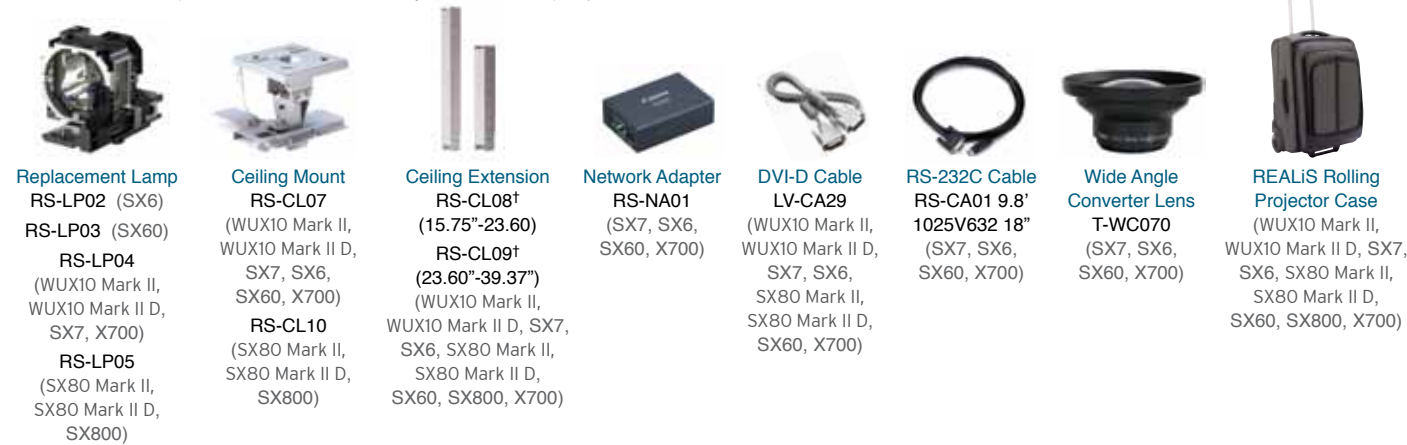 Replacement Lamp
RS-LP02 (SX6)
RS-LP03 (SX60)
RS-LP04
(WUX10 Mark II,
WUX10 Mark II D,
SX7, X700)
RS-LP05
(SX80 Mark II,
SX80 Mark II D,
SX800)
Ceiling Mount
RS-CL07
(WUX10 Mark II,
WUX10 Mark II D,
SX7, SX6,
SX60, X700)
RS-CL10
(SX80 Mark II,
SX80 Mark II D,
SX800)
Ceiling Extension
RS-CL08†
(15.75"-23.60)
RS-CL09†
(23.60"-39.37")
(WUX10 Mark II,
WUX10 Mark II D, SX7,
SX6, SX80 Mark II,
SX80 Mark II D,
SX60, SX800, X700)
Canon
Network Adapter
RS-NA01
(SX7, SX6,
SX60, X700)
DVI-D Cable
LV-CA29
(WUX10 Mark II,
WUX10 Mark II D,
SX7, SX6,
SX80 Mark II,
SX80 Mark II D,
SX60, X700)
RS-232C Cable
RS-CA01 9.8’
1025V632 18”
(SX7, SX6,
SX60, X700)
Wide Angle
Converter Lens
T-WC070
(SX7, SX6,
SX60, X700)
REALiS Rolling
Projector Case
(WUX10 Mark II,
WUX10 Mark II D, SX7,
SX6, SX80 Mark II,
SX80 Mark II D,
SX60, SX800, X700)